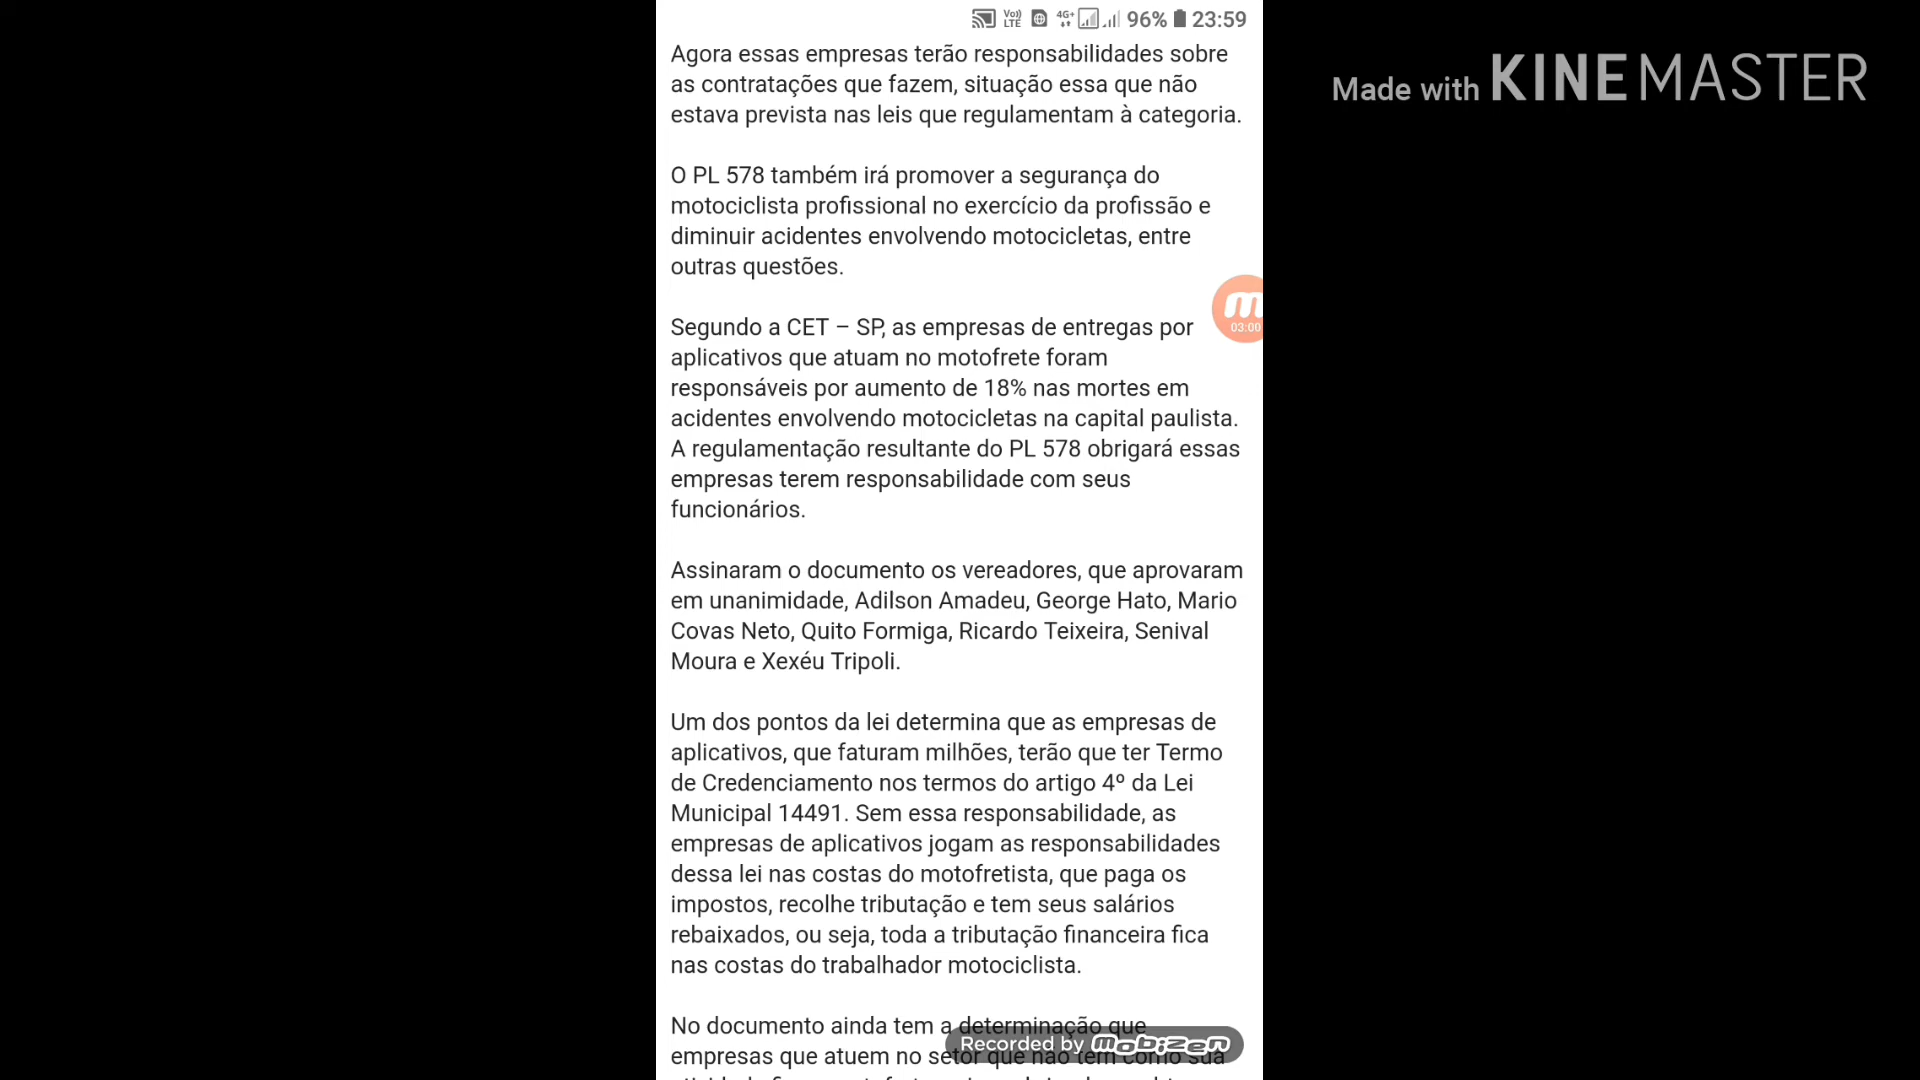 Vo)) LTE 4G+ 96% 23:59
Made with KINEMASTER
Agora essas empresas terão responsabilidades sobre
as contratações que fazem, situação essa que não
estava prevista nas leis que regulamentam à categoria.
O PL 578 também irá promover a segurança do
motociclista profissional no exercício da profissão e
diminuir acidentes envolvendo motocicletas, entre
outras questões.
m
03:00
Segundo a CET – SP, as empresas de entregas por
aplicativos que atuam no motofrete foram
responsáveis por aumento de 18% nas mortes em
acidentes envolvendo motocicletas na capital paulista.
A regulamentação resultante do PL 578 obrigará essas
empresas terem responsabilidade com seus
funcionários.
Assinaram o documento os vereadores, que aprovaram
em unanimidade, Adilson Amadeu, George Hato, Mario
Covas Neto, Quito Formiga, Ricardo Teixeira, Senival
Moura e Xexéu Tripoli.
Um dos pontos da lei determina que as empresas de
aplicativos, que faturam milhões, terão que ter Termo
de Credenciamento nos termos do artigo 4º da Lei
Municipal 14491. Sem essa responsabilidade, as
empresas de aplicativos jogam as responsabilidades
dessa lei nas costas do motofretista, que paga os
impostos, recolhe tributação e tem seus salários
rebaixados, ou seja, toda a tributação financeira fica
nas costas do trabalhador motociclista.
No documento ainda tem a determinação que
Recorded by mobizen
empresas que atuem no setor que não tem como sua